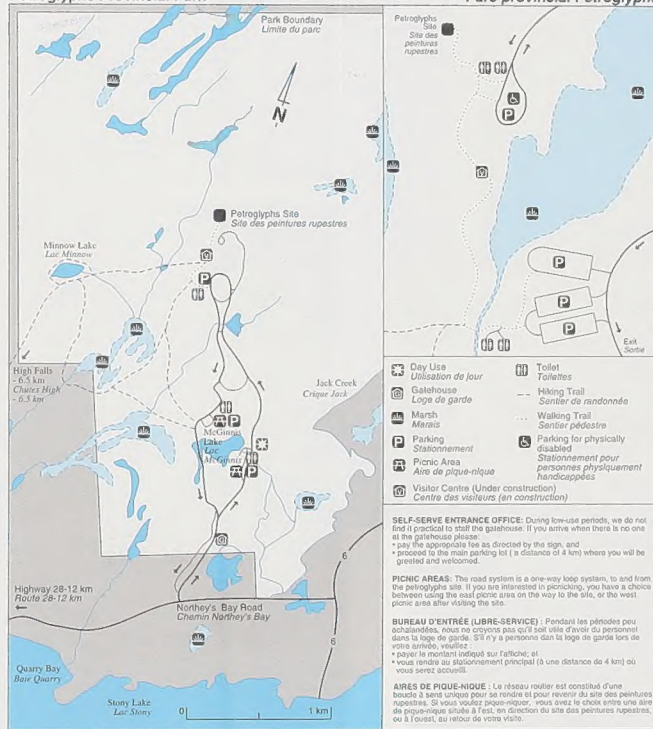 Park Boundary
Limite du parc
N
Petroglyphs Site
Site des peintures rupestres
Minnow Lake
Lac Minnow
High Falls
- 6.5 km
Chutes High
- 6.5 km
Jack Creek
Crique Jack
McGinnis
Lake
Lac
McGinnis
P
P
P
Highway 28-12 km
Route 28-12 km
Northey's Bay Road
Chemin Northey's Bay
6
6
Quarry Bay
Baie Quarry
Stony Lake
Lac Stony
0 1 km
Petroglyphs
Site
Site des
peintures
rupestres
P
P
P
P
Exit
Sortie
Day Use
Utilisation de jour
Gatehouse
Loge de garde
Marsh
Marais
P Parking
Stationnement
Picnic Area
Aire de pique-nique
Visitor Centre (Under construction)
Centre des visiteurs (en construction)
Toilet
Toilettes
Hiking Trail
Sentier de randonnée
Walking Trail
Sentier pédestre
Parking for physically
disabled
Stationnement pour
personnes physiquement
handicappées
SELF-SERVE ENTRANCE OFFICE: During low-use periods, we do not
find it practical to staff the gatehouse. If you arrive when there is no one
at the gatehouse please:
• pay the appropriate fee as directed by the sign, and
• proceed to the main parking lot ( a distance of 4 km) where you will be
greeted and welcomed.
PICNIC AREAS: The road system is a one-way loop system, to and from
the petroglyph site. If you are interested in picnicking, you have a choice
between using the east picnic area on the way to the site, or the west
picnic area after visiting the site.
BUREAU D'ENTRÉE (LIBRE-SERVICE) : Pendant les périodes peu
achalandées, nous ne croyons pas qu'il soit utile d'avoir du personnel
dans la loge de garde. S'il n'y a personne dan la loge de garde lors de
votre arrivée, veuillez :
• payer le montant indiqué sur l'affiche; et
• vous rendre au stationnement principal (à une distance de 4 km) où
vous serez accueilli.
AIRES DE PIQUE-NIQUE : Le réseau routier est constitué d'une
boucle à sens unique pour se rendre et pour revenir du site des peintures
rupestres. Si vous voulez pique-niquer, vous avez le choix entre une aire
de pique-nique située à l'est, en direction du site des peintures rupestres,
ou à l'ouest, au retour de votre visite.